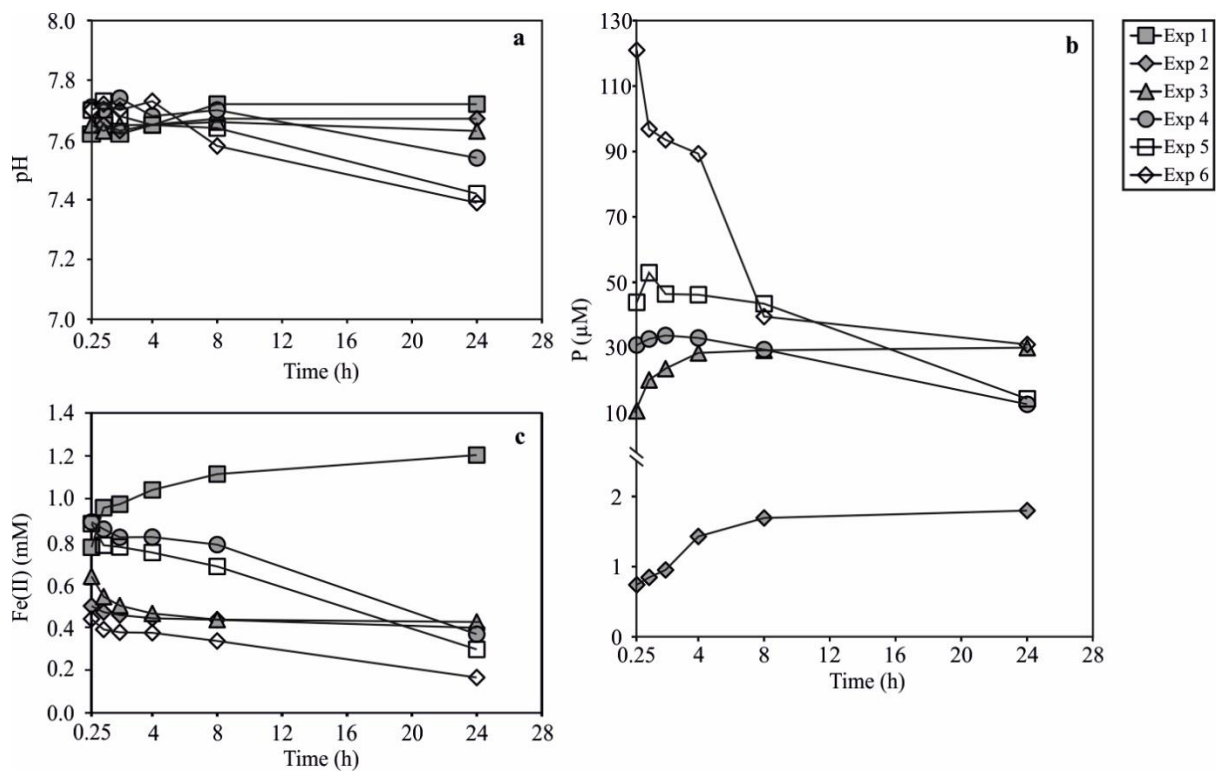 8.0
7.8
7.6
7.4
7.2
7.0
pH
a
0.25 4 8 12 16 20 24 28
Time (h)
1.4
1.2
1.0
0.8
0.6
0.4
0.2
0.0
Fe(II) (mM)
c
0.25 4 8 12 16 20 24 28
Time (h)
130
110
90
70
50
30
10
2
1
0
P (µM)
b
0.25 4 8 12 16 20 24 28
Time (h)
Exp 1
Exp 2
Exp 3
Exp 4
Exp 5
Exp 6